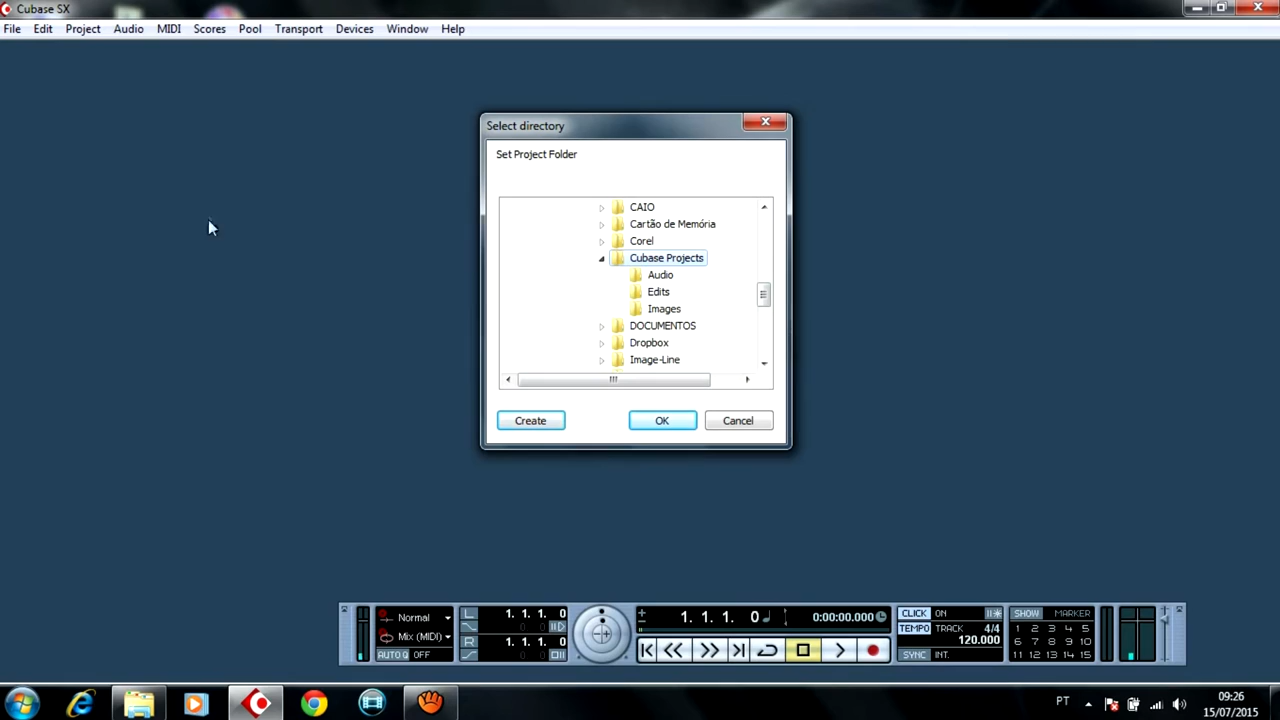 Cubase SX
File Edit Project Audio MIDI Scores Pool Transport Devices Window Help
Select directory
Set Project Folder
CAIO
Cartão de Memória
Corel
Cubase Projects
Audio
Edits
Images
DOCUMENTOS
Dropbox
Image-Line
Create OK Cancel
Normal L 1. 1. 1. 0 1. 1. 1. 0 0:00:00.000 CLICK ON SHOW MARKER
TEMPO TRACK 4/4 1 2 3 4 5
Mix (MIDI) R 1. 1. 1. 0 120.000 6 7 8 9 10
AUTO Q OFF SYNC INT. 11 12 13 14 15
PT 09:26
15/07/2015